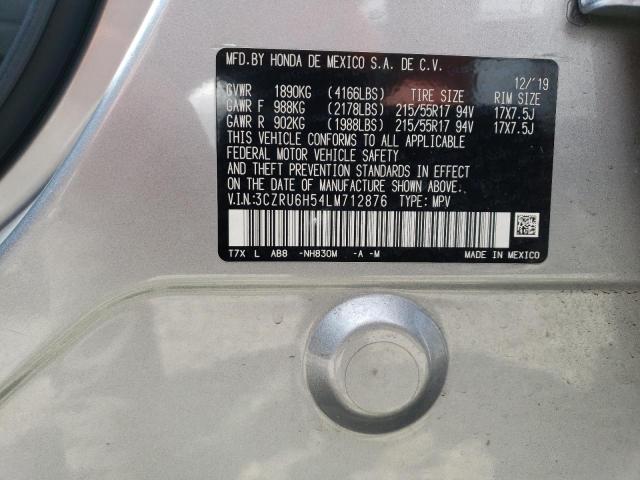 MFD.BY HONDA DE MEXICO S.A. DE C.V.
12/'19
GVWR 1890KG (4166LBS) TIRE SIZE RIM SIZE
GAWR F 988KG (2178LBS) 215/55R17 94V 17X7.5J
GAWR R 902KG (1988LBS) 215/55R17 94V 17X7.5J
THIS VEHICLE CONFORMS TO ALL APPLICABLE
FEDERAL MOTOR VEHICLE SAFETY
AND THEFT PREVENTION STANDARDS IN EFFECT
ON THE DATE OF MANUFACTURE SHOWN ABOVE.
V.I.N.:3CZRU6H54LM712876 TYPE: MPV
T7X L AB8 -NH830M -A -M MADE IN MEXICO